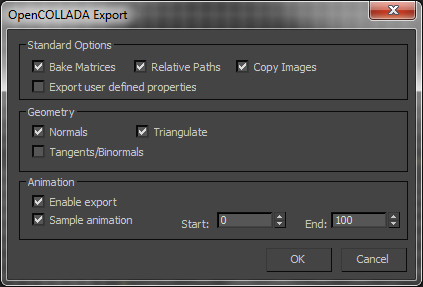 OpenCOLLADA Export
Standard Options
Bake Matrices Relative Paths Copy Images
Export user defined properties
Geometry
Normals Triangulate
Tangents/Binormals
Animation
Enable export
Sample animation Start: 0 End: 100
OK Cancel